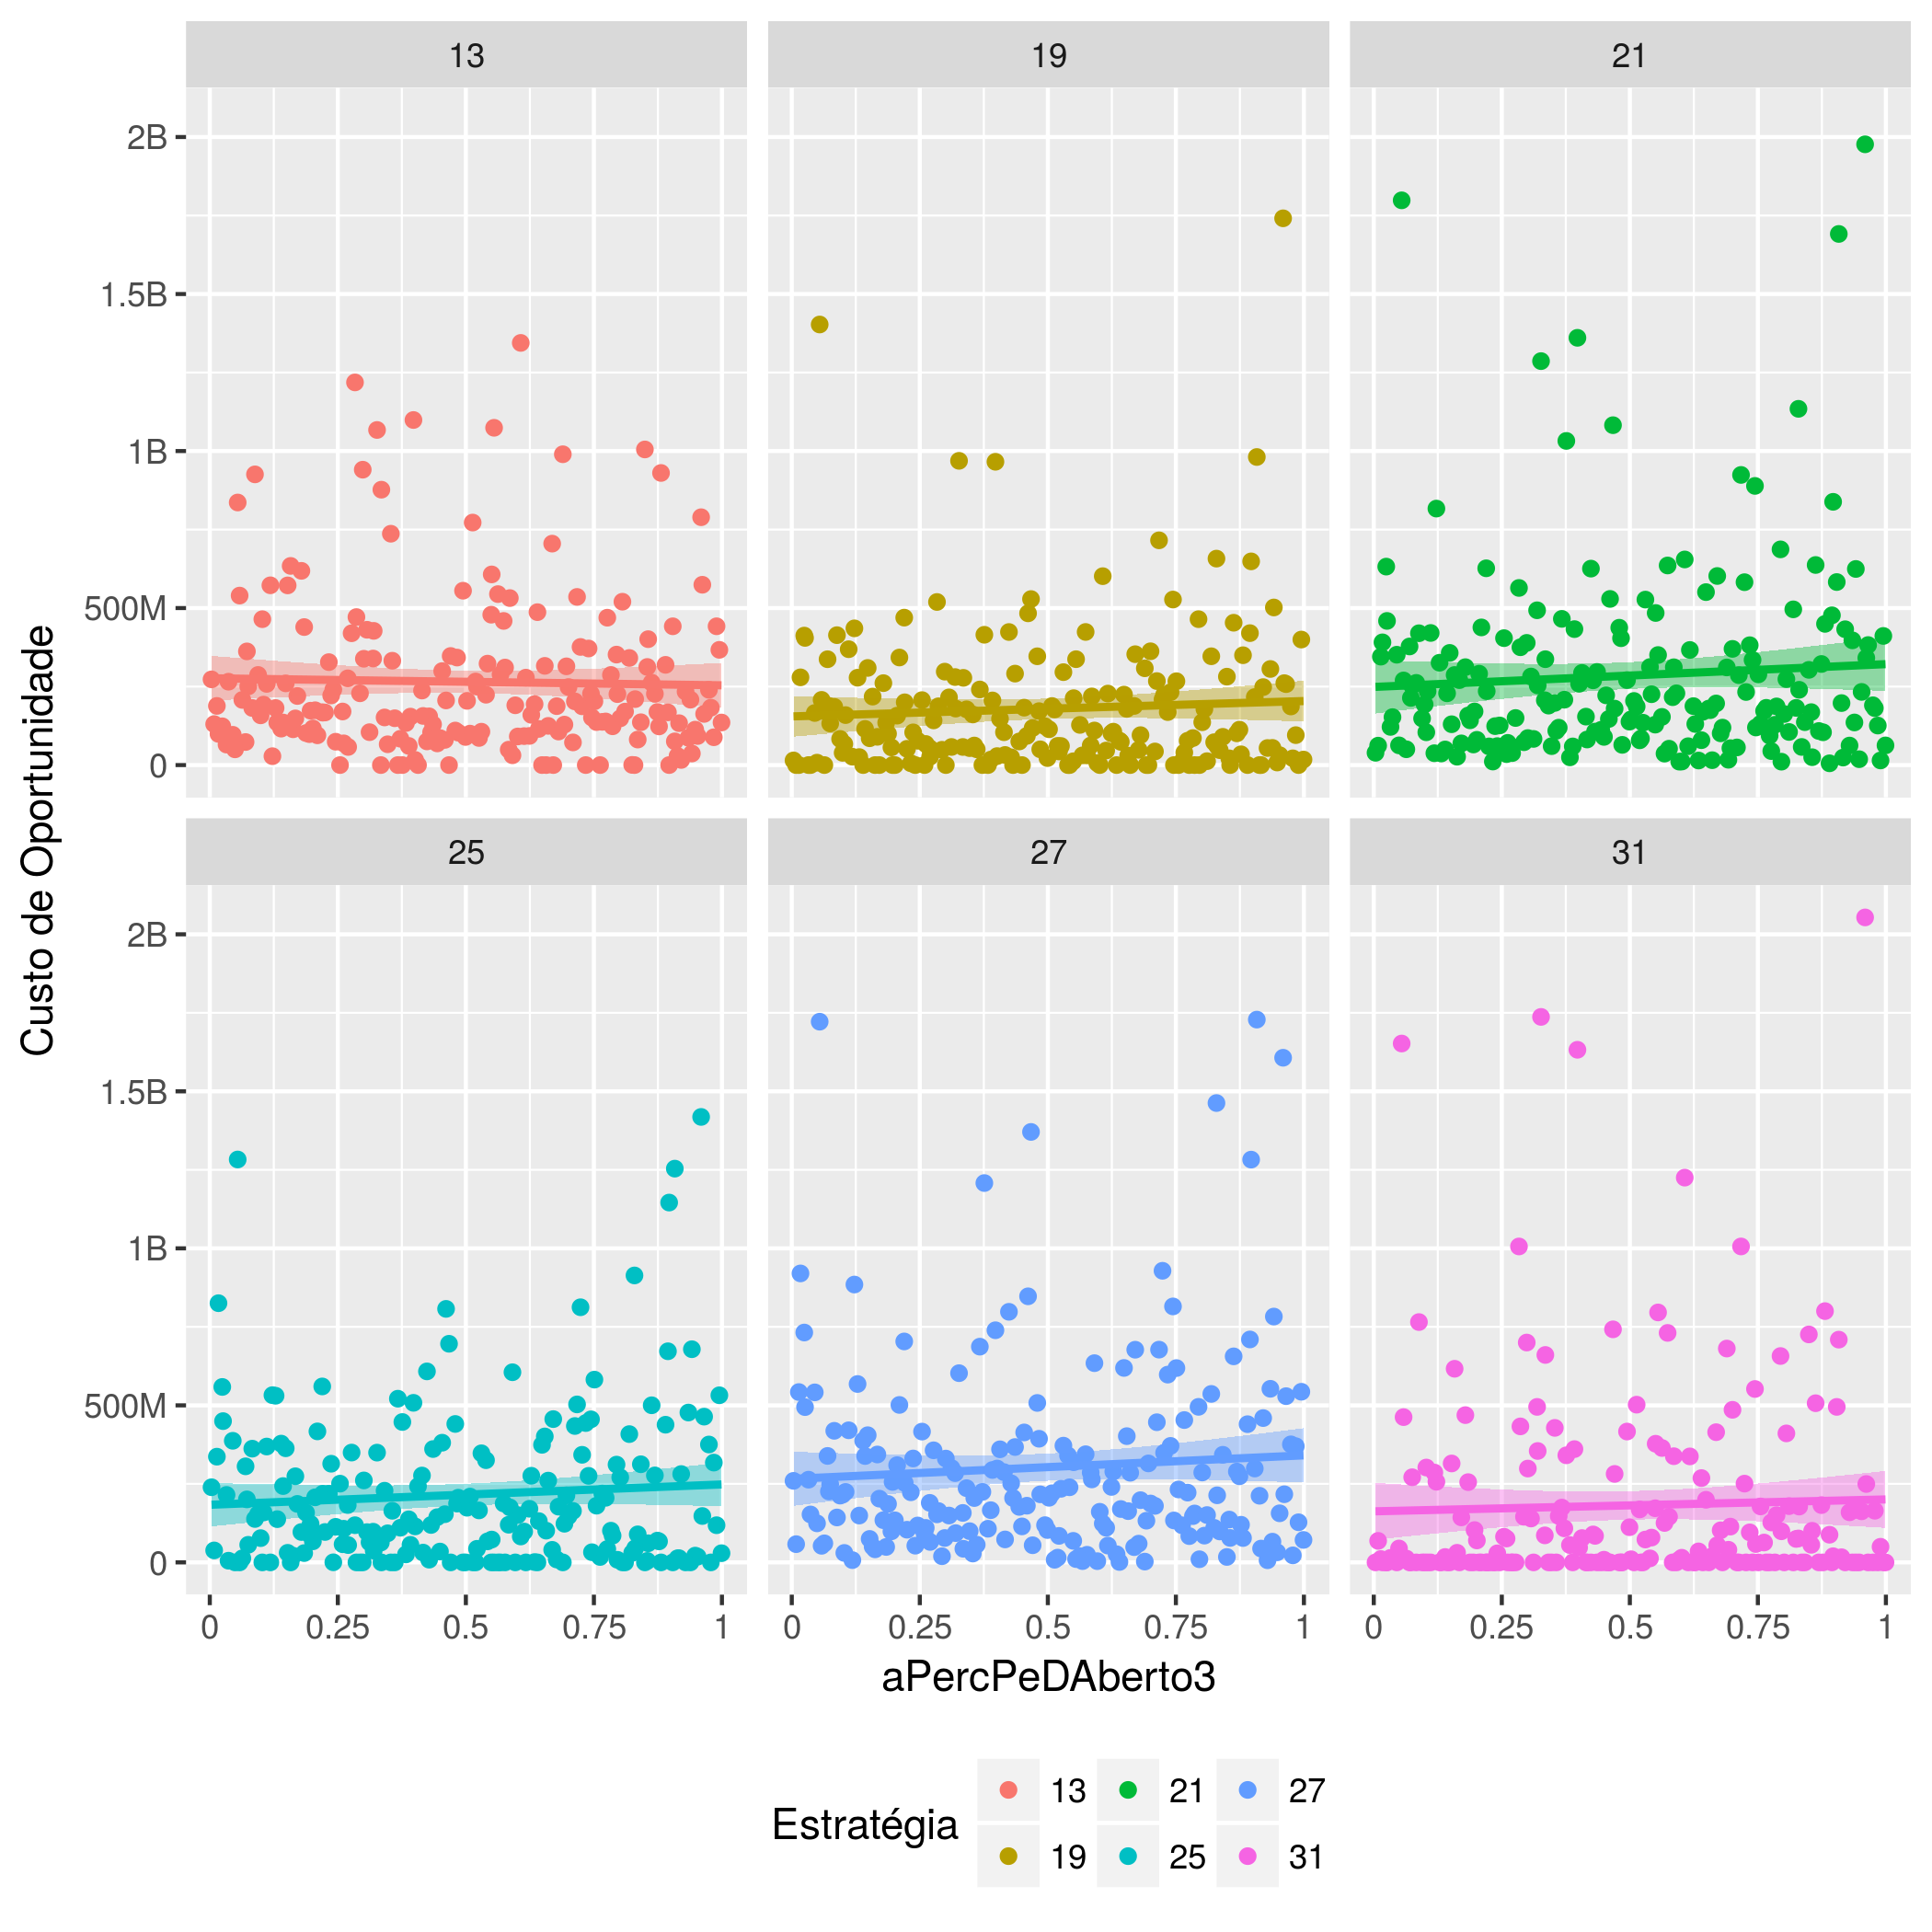 13 19 21
2B
1.5B
1B
500M
0
Custo de Oportunidade
25 27 31
2B
1.5B
1B
500M
0
0 0.25 0.5 0.75 1 0 0.25 0.5 0.75 1 0 0.25 0.5 0.75 1
aPercPeDAberto3
Estratégia
13 21 27
19 25 31